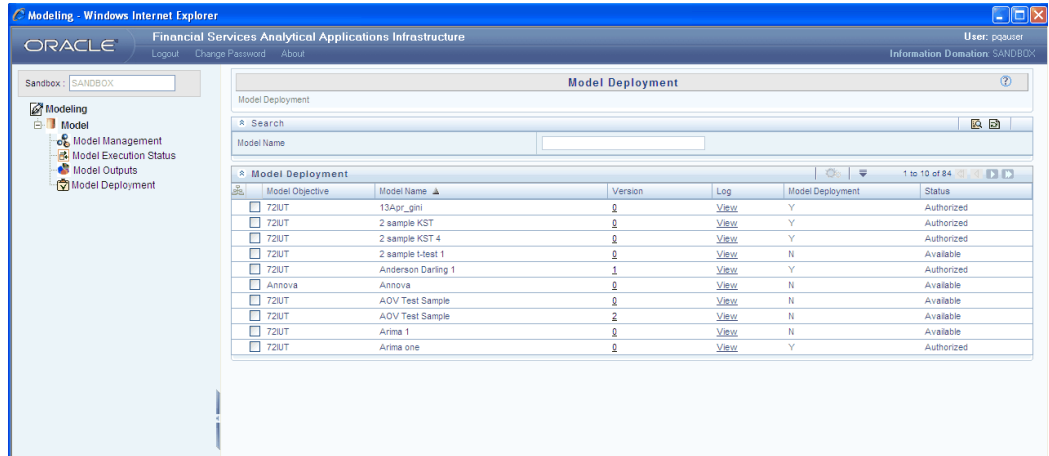 Modeling - Windows Internet Explorer
ORACLE
Financial Services Analytical Applications Infrastructure
User: pqauser
Logout Change Password About
Information Domation: SANDBOX
Sandbox : SANDBOX
Modeling
Model
Model Management
Model Execution Status
Model Outputs
Model Deployment
Model Deployment
Model Deployment
Search
Model Name
Model Deployment 1 to 10 of 84
Model Objective Model Name Version Log Model Deployment Status
72IUT 13Apr_gini 0 View Y Authorized
72IUT 2 sample KST 0 View Y Authorized
72IUT 2 sample KST 4 0 View Y Authorized
72IUT 2 sample t-test 1 0 View N Available
72IUT Anderson Darling 1 1 View Y Authorized
Annova Annova 0 View N Available
72IUT AOV Test Sample 0 View N Available
72IUT AOV Test Sample 2 View N Available
72IUT Arima 1 0 View N Available
72IUT Arima one 0 View Y Authorized